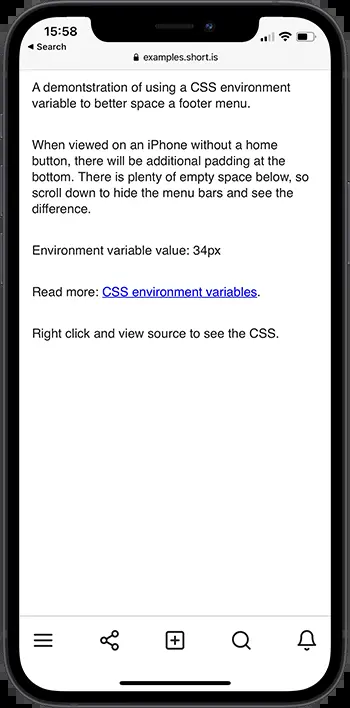 15:58
Search
examples.short.is
A demontstration of using a CSS environment
variable to better space a footer menu.
When viewed on an iPhone without a home
button, there will be additional padding at the
bottom. There is plenty of empty space below, so
scroll down to hide the menu bars and see the
difference.
Environment variable value: 34px
Read more: CSS environment variables.
Right click and view source to see the CSS.